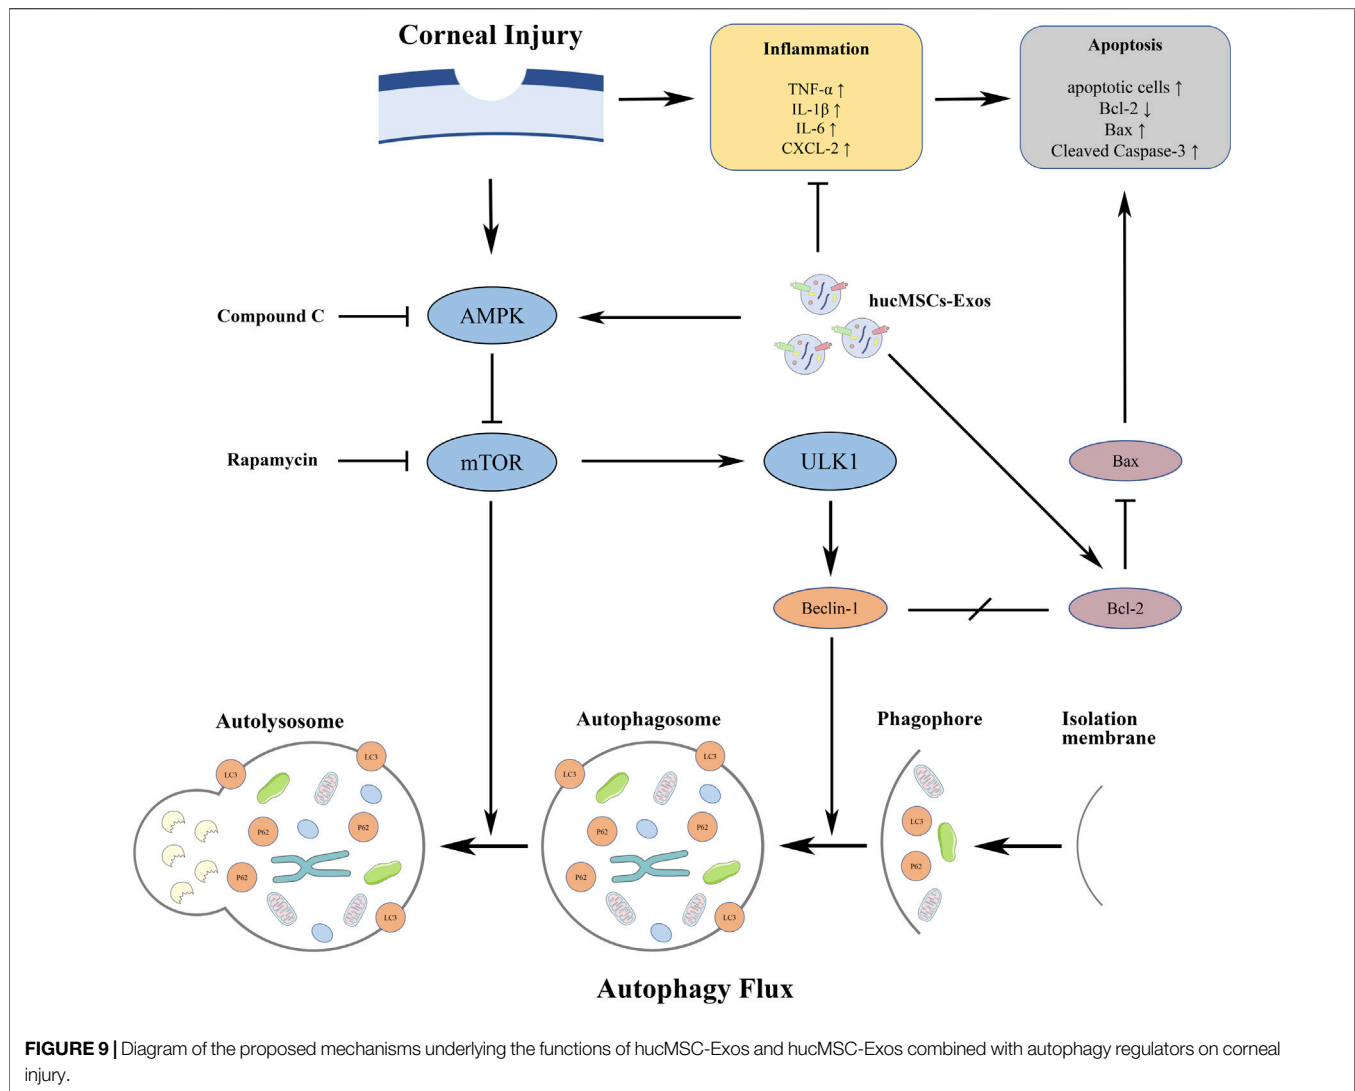 Corneal Injury
Inflammation
TNF-α ↑
IL-1β ↑
IL-6 ↑
CXCL-2 ↑
Apoptosis
apoptotic cells ↑
Bcl-2 ↓
Bax ↑
Cleaved Caspase-3 ↑
hucMSCs-Exos
Compound C
AMPK
Rapamycin
mTOR
ULK1
Bax
Beclin-1
Bcl-2
Autolysosome
Autophagosome
Phagophore
Isolation
membrane
LC3
LC3
P62
P62
P62
LC3
LC3
LC3
P62
P62
P62
LC3
LC3
P62
Autophagy Flux
FIGURE 9 | Diagram of the proposed mechanisms underlying the functions of hucMSC-Exos and hucMSC-Exos combined with autophagy regulators on corneal
injury.